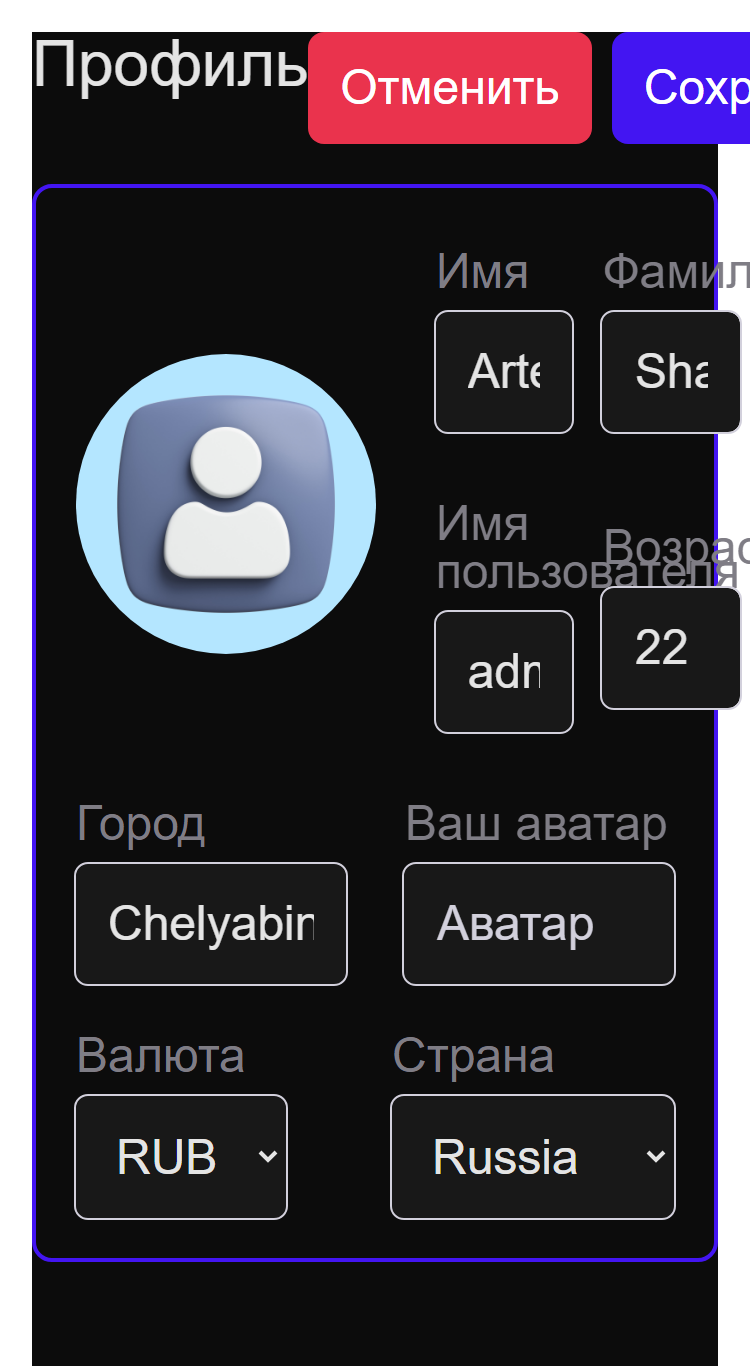 Профиль
Отменить
Сохр
Имя
Фамил
Arte
Sha
Имя
пользователя
Возрас
adm
22
Город
Ваш аватар
Chelyabin
Аватар
Валюта
Страна
RUB
Russia